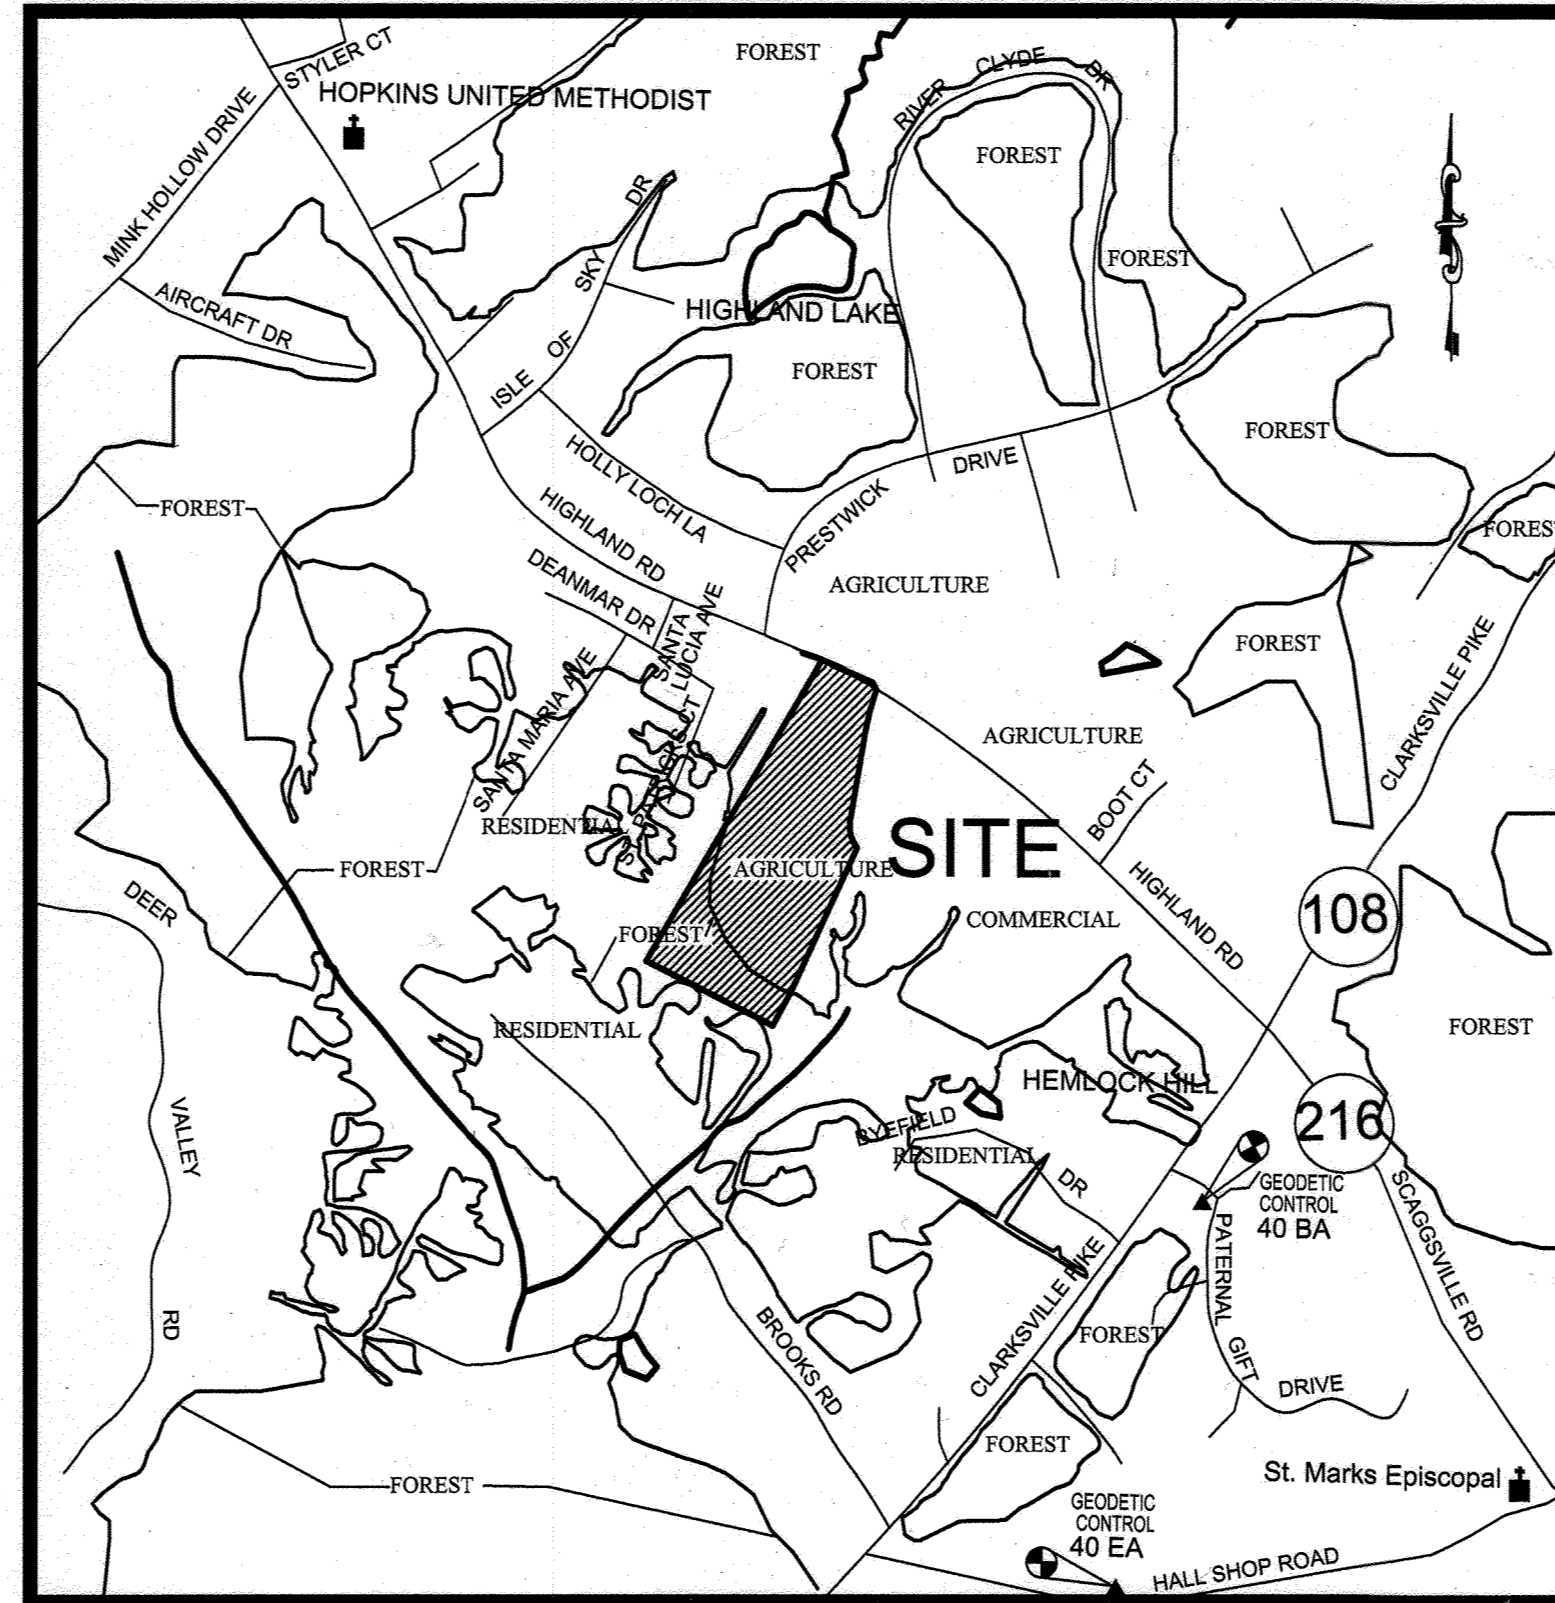 STYLER CT
FOREST
CLYDE
DR
RIVER
HOPKINS UNITED METHODIST
MINK HOLLOW DRIVE
FOREST
DR
SKY
FOREST
AIRCRAFT DR
HIGHLAND LAKE
OF
FOREST
ISLE
FOREST
HOLLY LOCH LA
DRIVE
FOREST
HIGHLAND RD
PRESTWICK
FORES
DEANMAR DR
AGRICULTURE
SANTA
LUCIA AVE
FOREST
SANTA MARIA AVE
CLARKSVILLE PIKE
AGRICULTURE
BOOT CT
RESIDENTIAL
SITE
FOREST
AGRICULTURE
DEER
HIGHLAND RD
108
FOREST
COMMERCIAL
RESIDENTIAL
FOREST
HEMLOCK HILL
VALLEY
BYEFIELD
216
RESIDENTIAL
DR
GEODETIC
CONTROL
40 BA
SCAGGSVILLE RD
PATERNAL
RD
BROOKS RD
CLARKSVILLE PIKE
FOREST
GIFT
DRIVE
FOREST
St. Marks Episcopal
FOREST
GEODETIC
CONTROL
40 EA
HALL SHOP ROAD